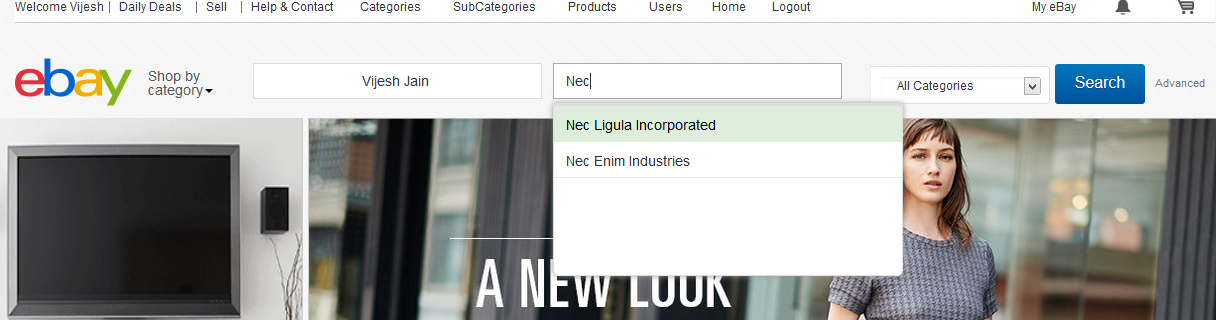 Welcome Vijesh | Daily Deals | Sell | Help & Contact Categories SubCategories Products Users Home Logout My eBay
ebay
Shop by
category
Vijesh Jain
Nec
All Categories
Search
Advanced
Nec Ligula Incorporated
Nec Enim Industries
A NEW LOOK